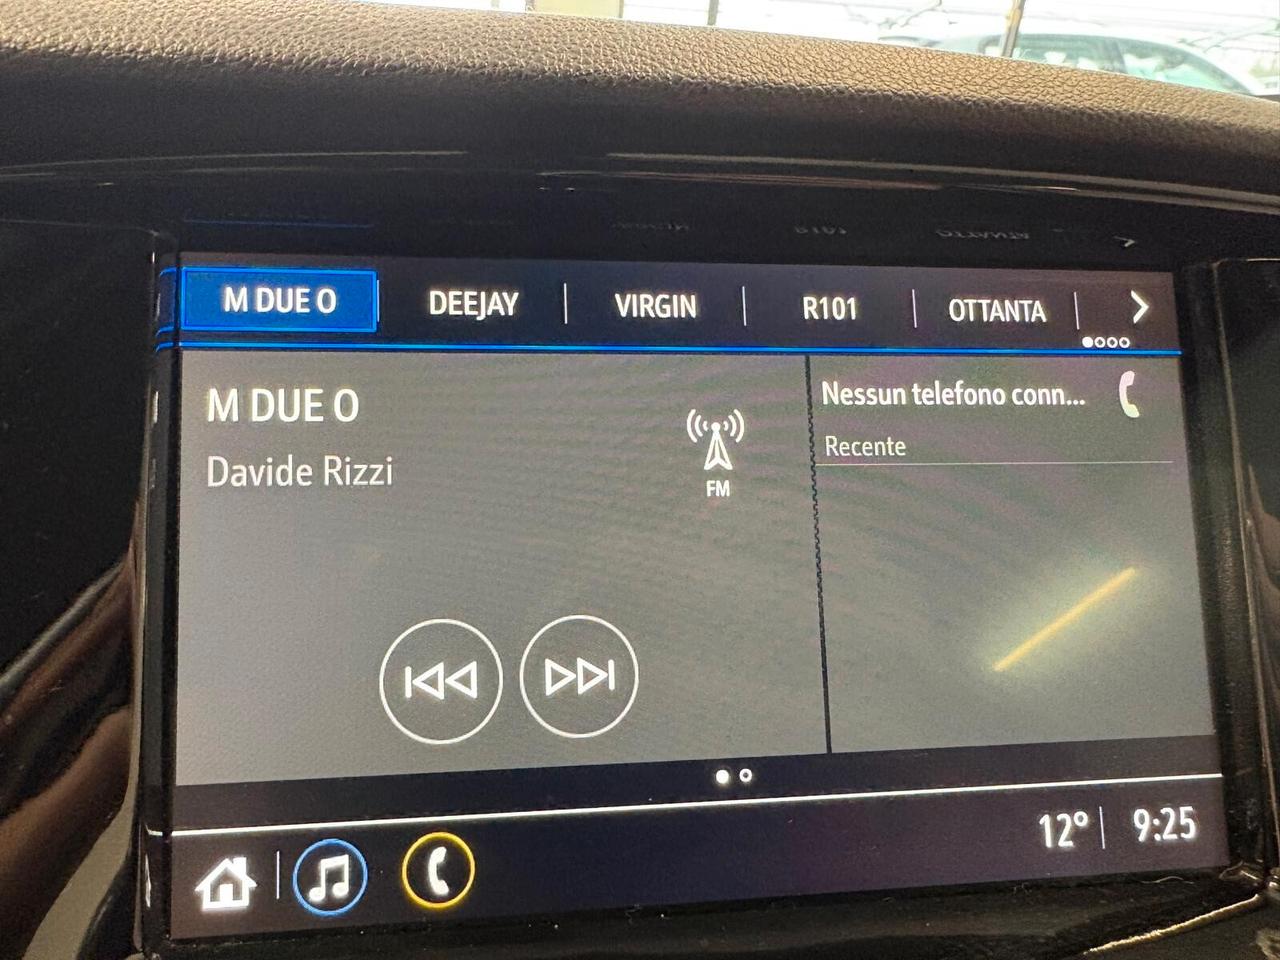 M DUE O
DEEJAY
VIRGIN
R101
OTTANTA
M DUE O
Davide Rizzi
FM
Nessun telefono conn...
Recente
12°
9:25